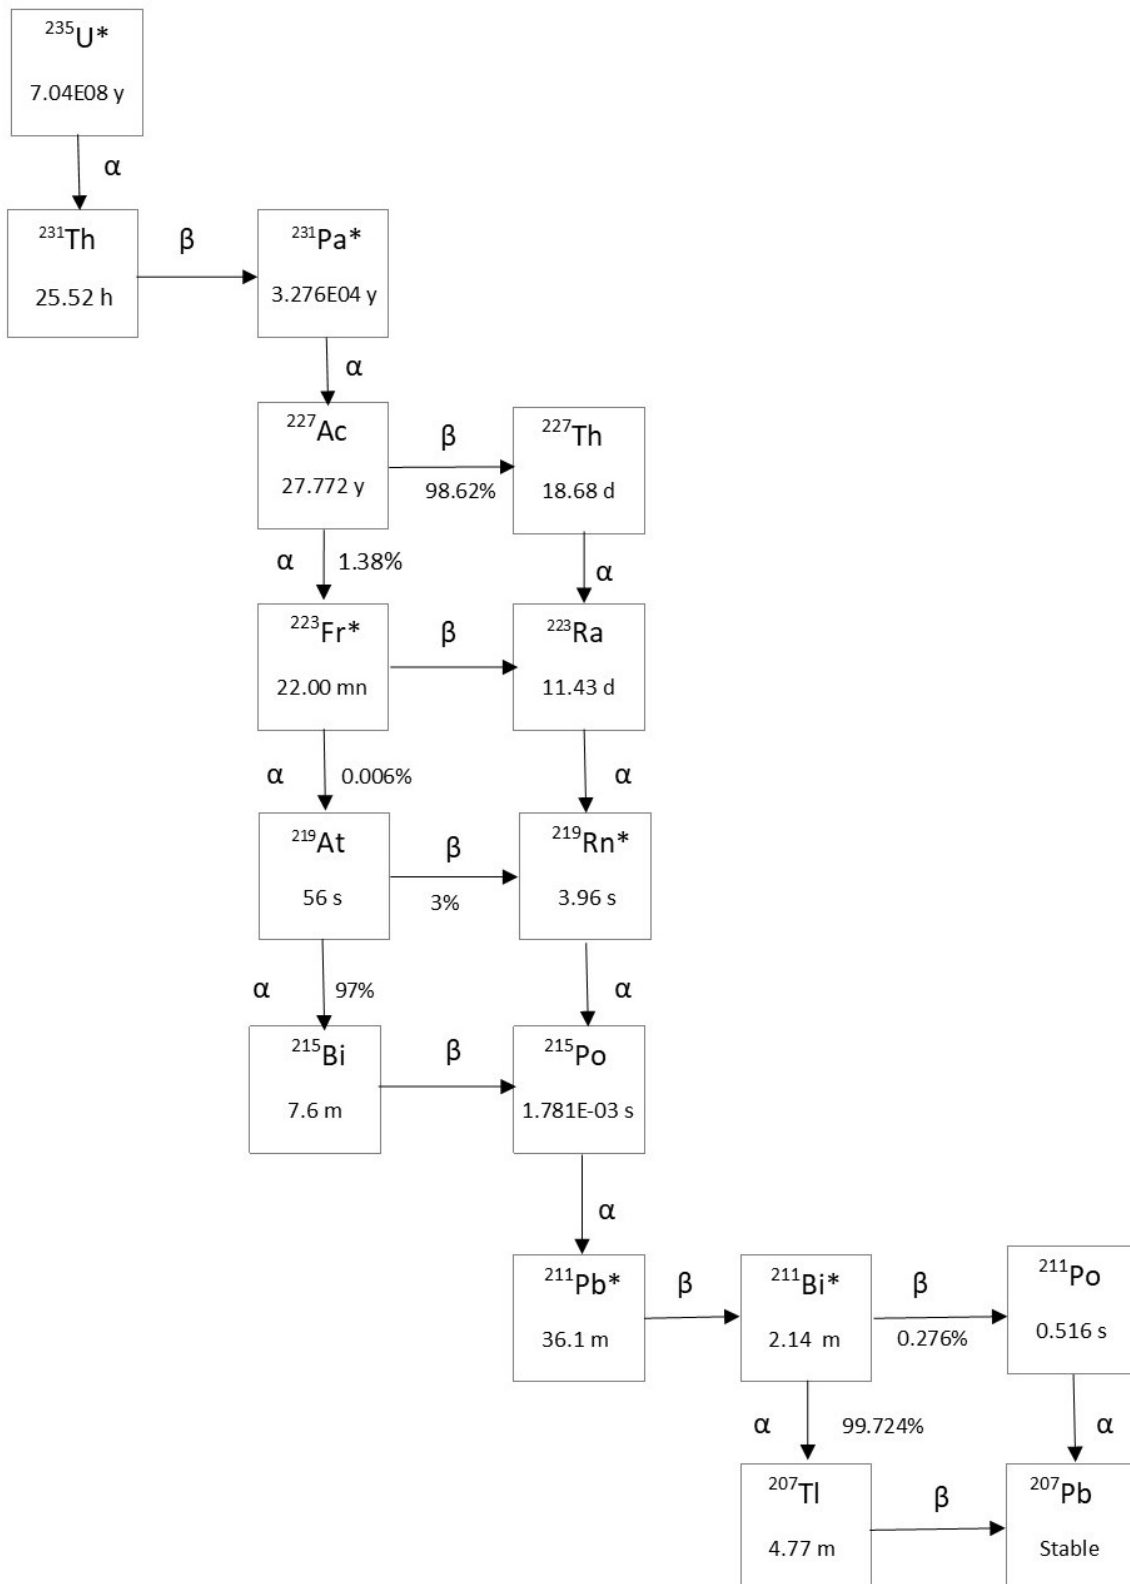 ²³⁵U*
7.04E08 y
α
²³¹Th
25.52 h
β
²³¹Pa*
3.276E04 y
α
²²⁷Ac
27.772 y
β
98.62%
²²⁷Th
18.68 d
α
1.38%
α
²²³Fr*
22.00 mn
β
²²³Ra
11.43 d
α
0.006%
α
²¹⁹At
56 s
β
3%
²¹⁹Rn*
3.96 s
α
97%
α
²¹⁵Bi
7.6 m
β
²¹⁵Po
1.781E-03 s
α
²¹¹Pb*
36.1 m
β
²¹¹Bi*
2.14 m
β
0.276%
²¹¹Po
0.516 s
α
99.724%
α
²⁰⁷Tl
4.77 m
β
²⁰⁷Pb
Stable